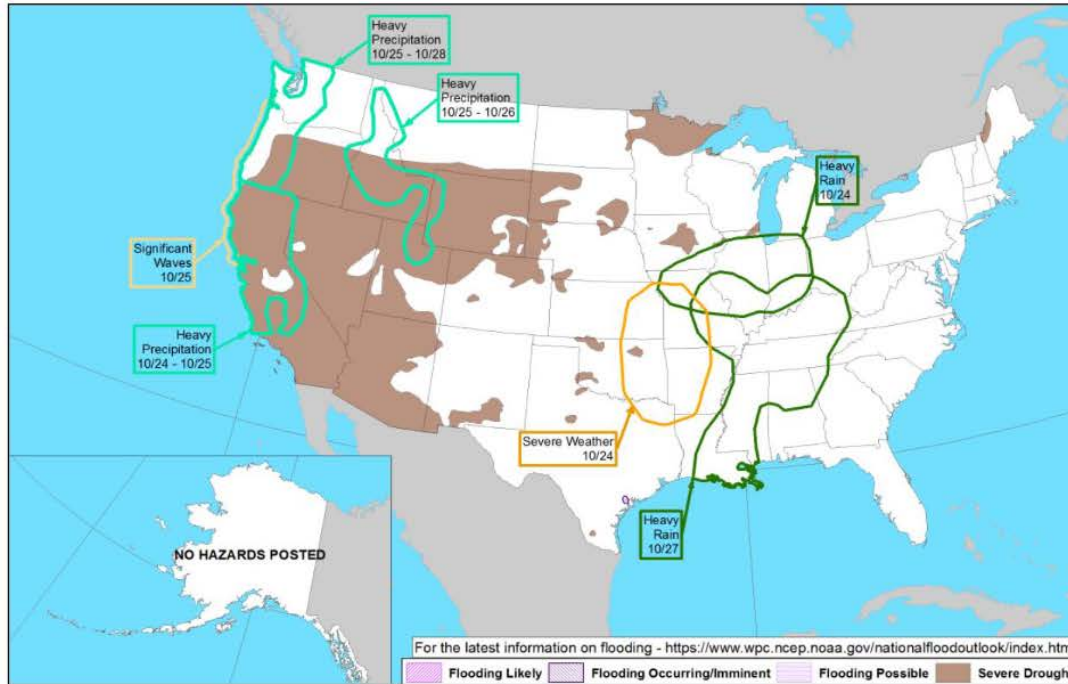 Heavy
Precipitation
10/25 - 10/28
Heavy
Precipitation
10/25 - 10/26
Heavy
Rain
10/24
Significant
Waves
10/25
Heavy
Precipitation
10/24 - 10/25
Severe Weather
10/24
Heavy
Rain
10/27
NO HAZARDS POSTED
For the latest information on flooding - https://www.wpc.ncep.noaa.gov/nationalfloodoutlook/index.htm
Flooding Likely Flooding Occurring/Imminent Flooding Possible Severe Drough